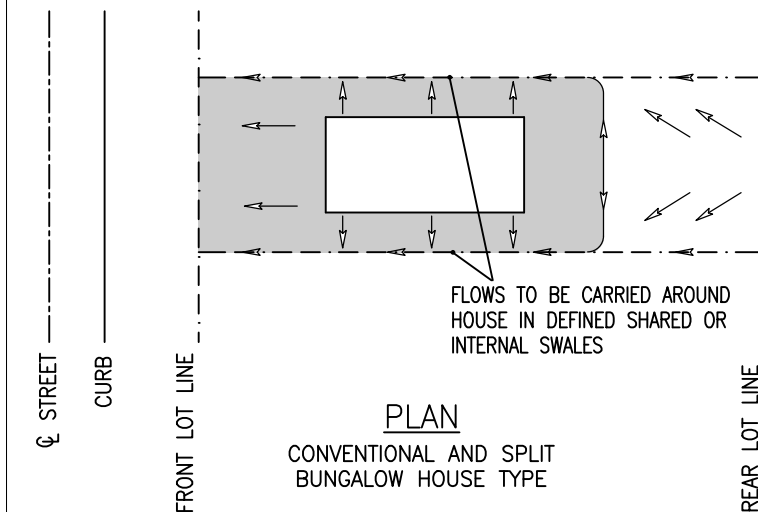 FLOWS TO BE CARRIED AROUND
HOUSE IN DEFINED SHARED OR
INTERNAL SWALES
℄ STREET
CURB
FRONT LOT LINE
REAR LOT LINE
PLAN
CONVENTIONAL AND SPLIT
BUNGALOW HOUSE TYPE